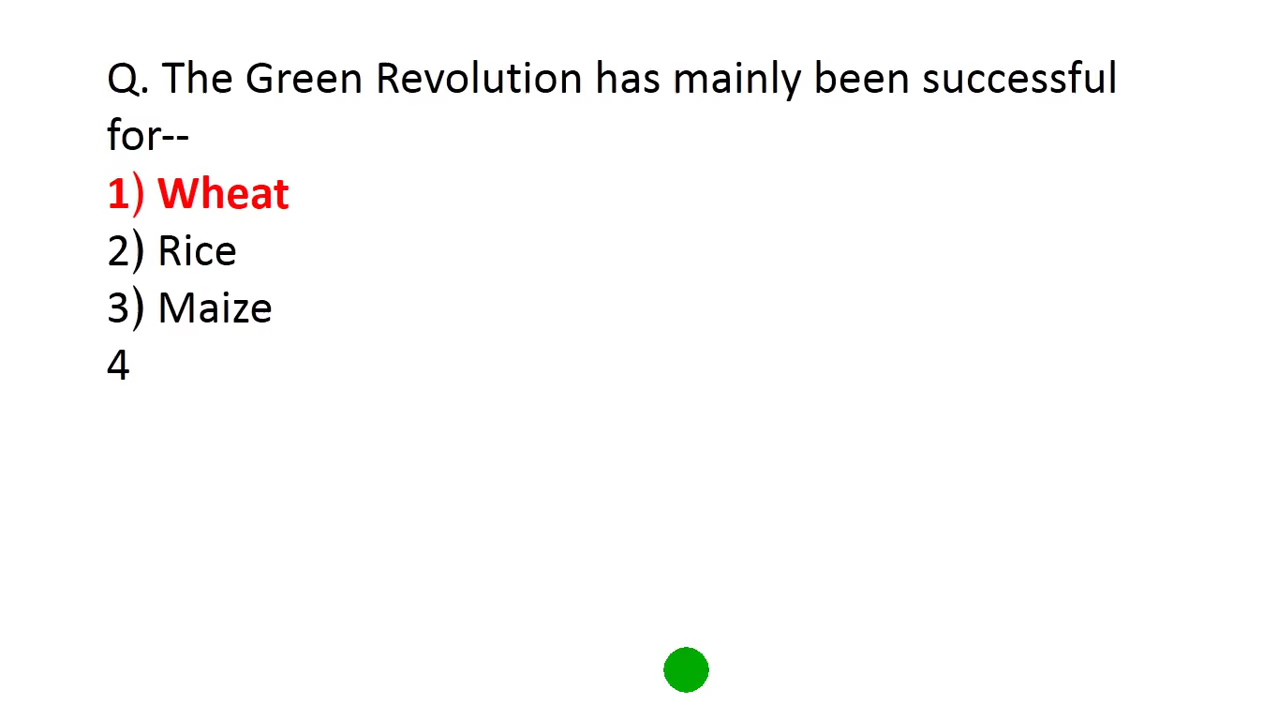 Q. The Green Revolution has mainly been successful
for--
1) Wheat
2) Rice
3) Maize
4